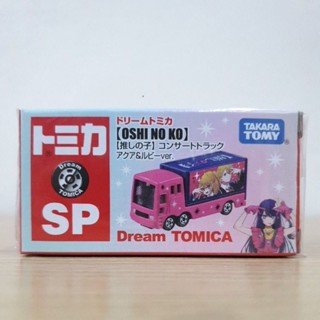 トミカ
Dream
TOMICA
SP
ドリームトミカ
【OSHI NO KO】
【推しの子】コンサートトラック
アクア&ルビーver.
Dream TOMICA
TAKARA
TOMY